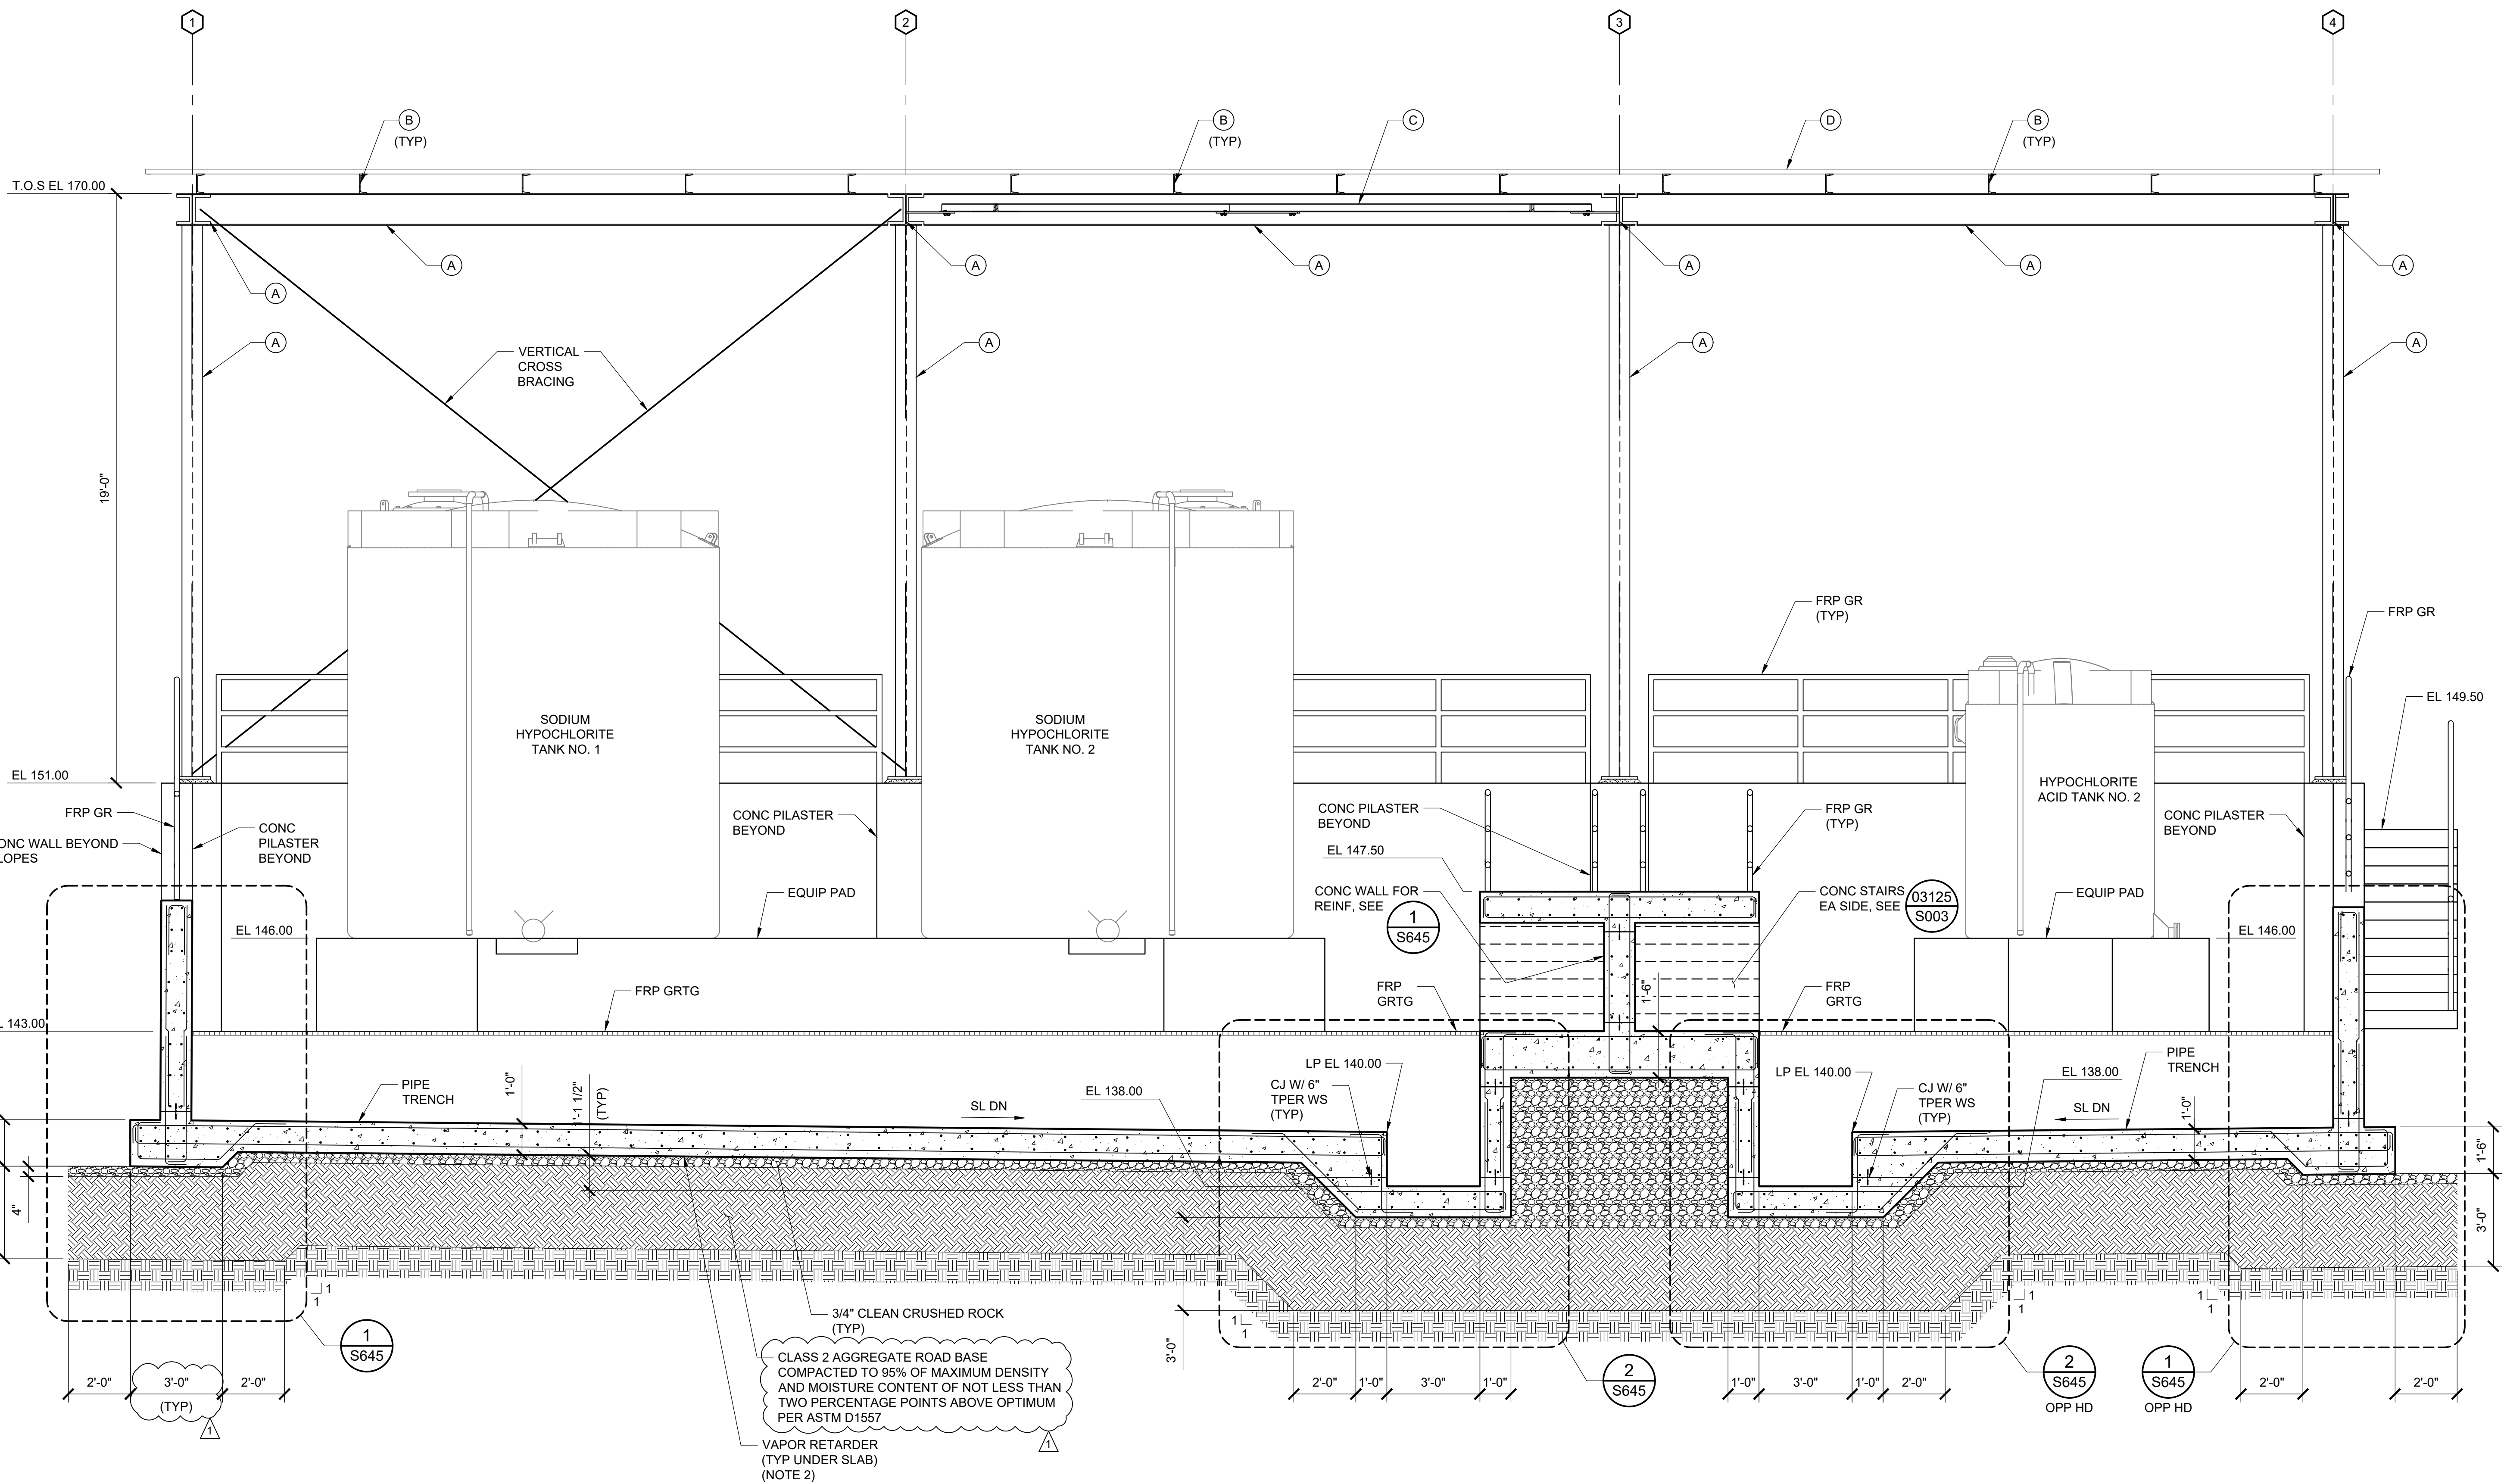 1
2
3
4
B
(TYP)
B
(TYP)
C
D
B
(TYP)
T.O.S EL 170.00
A
A
A
A
A
A
A
A
A
A
A
A
VERTICAL
CROSS
BRACING
19'-0"
FRP GR
(TYP)
FRP GR
EL 149.50
SODIUM
HYPOCHLORITE
TANK NO. 1
SODIUM
HYPOCHLORITE
TANK NO. 2
HYPOCHLORITE
ACID TANK NO. 2
EL 151.00
FRP GR
ONC WALL BEYOND
LOPES
CONC
PILASTER
BEYOND
CONC PILASTER
BEYOND
CONC PILASTER
BEYOND
FRP GR
(TYP)
CONC PILASTER
BEYOND
EL 147.50
EQUIP PAD
CONC WALL FOR
REINF, SEE
1
S645
CONC STAIRS
EA SIDE, SEE
03125
S003
EQUIP PAD
EL 146.00
EL 146.00
FRP GRTG
FRP
GRTG
1'-6"
FRP
GRTG
L 143.00
PIPE
TRENCH
1'-0"
1'-1 1/2"
(TYP)
SL DN
EL 138.00
LP EL 140.00
CJ W/ 6"
TPER WS
(TYP)
LP EL 140.00
CJ W/ 6"
TPER WS
(TYP)
EL 138.00
SL DN
PIPE
TRENCH
1'-0"
1'-6"
4"
3'-0"
1
1
1
1
1
1
1
1
3/4" CLEAN CRUSHED ROCK
(TYP)
CLASS 2 AGGREGATE ROAD BASE
COMPACTED TO 95% OF MAXIMUM DENSITY
AND MOISTURE CONTENT OF NOT LESS THAN
TWO PERCENTAGE POINTS ABOVE OPTIMUM
PER ASTM D1557
1
VAPOR RETARDER
(TYP UNDER SLAB)
(NOTE 2)
1
S645
2'-0"
3'-0"
(TYP)
1
2'-0"
3'-0"
2'-0"
1'-0"
3'-0"
1'-0"
2
S645
1'-0"
3'-0"
1'-0"
2'-0"
2
S645
OPP HD
1
S645
OPP HD
2'-0"
2'-0"